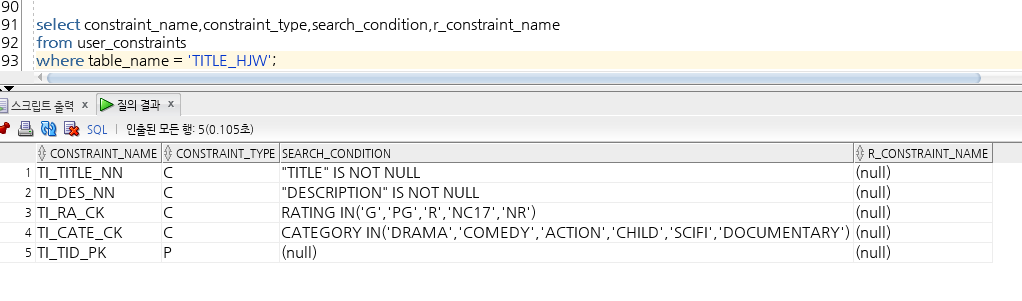 90
91 select constraint_name,constraint_type,search_condition,r_constraint_name
92 from user_constraints
93 where table_name = 'TITLE_HJW';
스크립트 출력 x 질의 결과 x
SQL | 인출된 모든 행: 5(0.105초)
CONSTRAINT_NAME CONSTRAINT_TYPE SEARCH_CONDITION R_CONSTRAINT_NAME
1 TI_TITLE_NN C "TITLE" IS NOT NULL (null)
2 TI_DES_NN C "DESCRIPTION" IS NOT NULL (null)
3 TI_RA_CK C RATING IN('G','PG','R','NC17','NR') (null)
4 TI_CATE_CK C CATEGORY IN('DRAMA','COMEDY','ACTION','CHILD','SCIFI','DOCUMENTARY') (null)
5 TI_TID_PK P (null) (null)